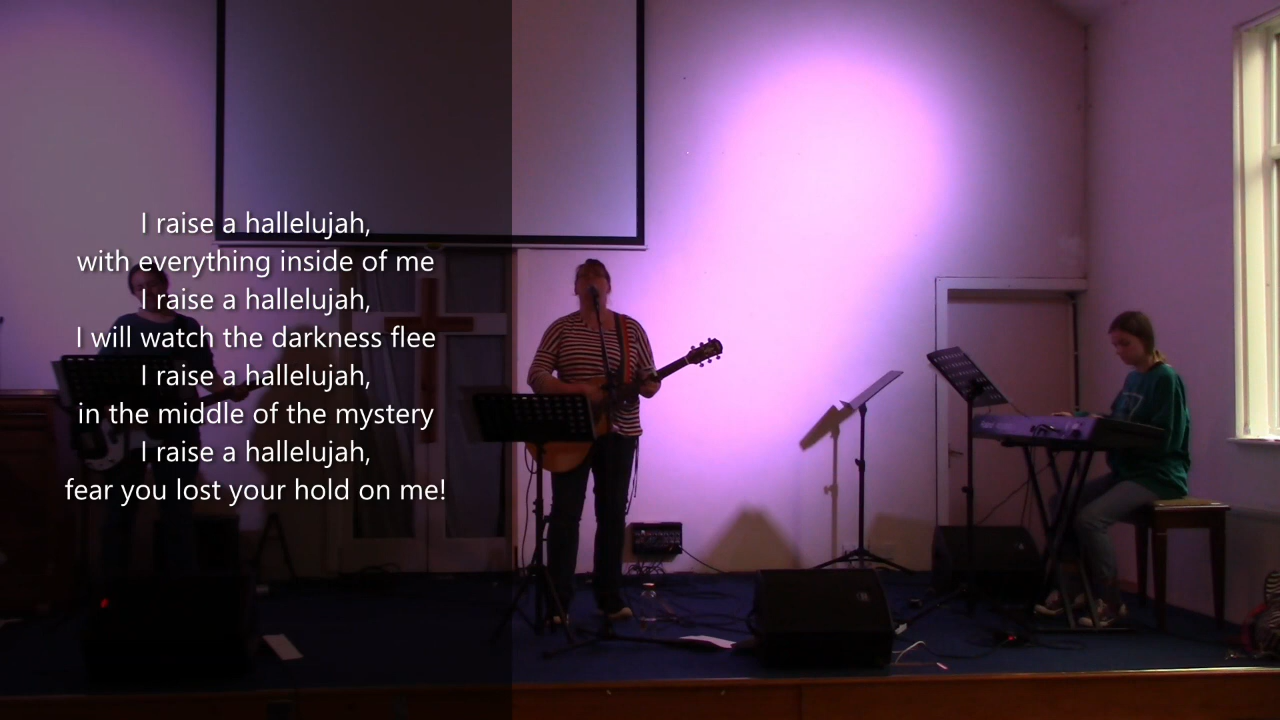 I raise a hallelujah,
with everything inside of me
I raise a hallelujah,
I will watch the darkness flee
I raise a hallelujah,
in the middle of the mystery
I raise a hallelujah,
fear you lost your hold on me!